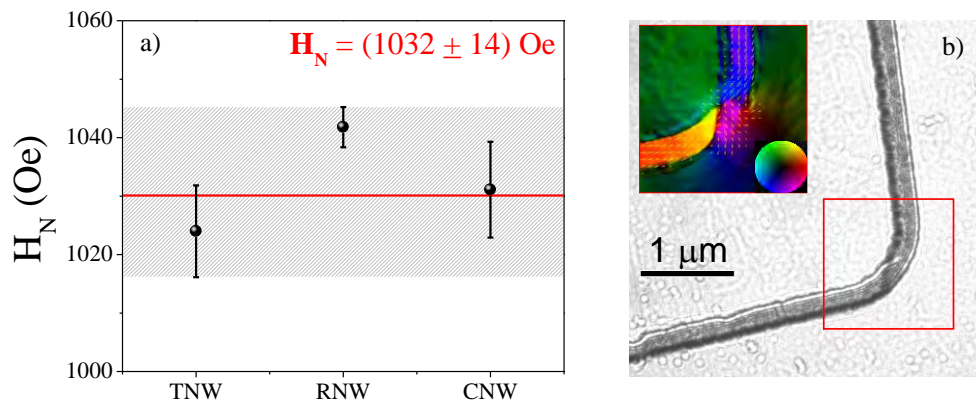 a)
H_N = (1032 ± 14) Oe
H_N (Oe)
1060
1040
1020
1000
TNW RNW CNW
b)
1 μm